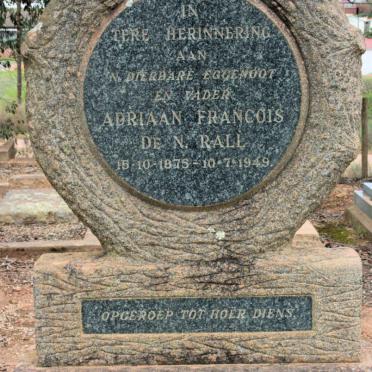 IN
TERE HERINNERING
AAN
'N DIERBARE EGGENOOT
EN VADER
ADRIAAN FRANCOIS
DE N. RALL
15-10-1875 - 10-7-1949
OPGEROEP TOT HOER DIENS.